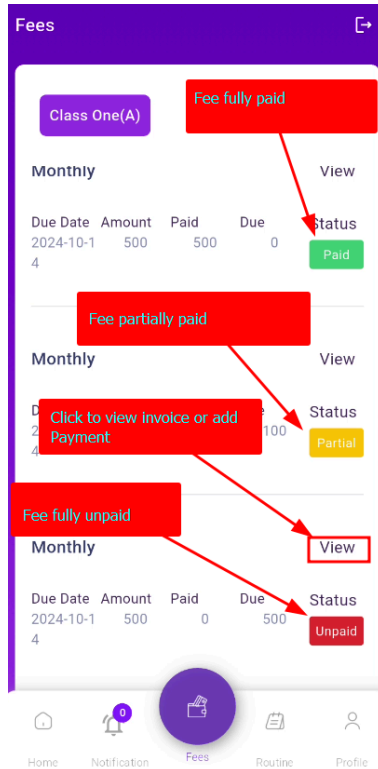 Fees
Fee fully paid
Class One(A)
Monthly View
Due Date Amount Paid Due Status
2024-10-1 500 500 0 Paid
4
Fee partially paid
Monthly View
Status
100 Partial
Click to view invoice or add
Payment
Fee fully unpaid
Monthly View
Due Date Amount Paid Due Status
2024-10-1 500 0 500 Unpaid
4
0
Home Notification Fees Routine Profile